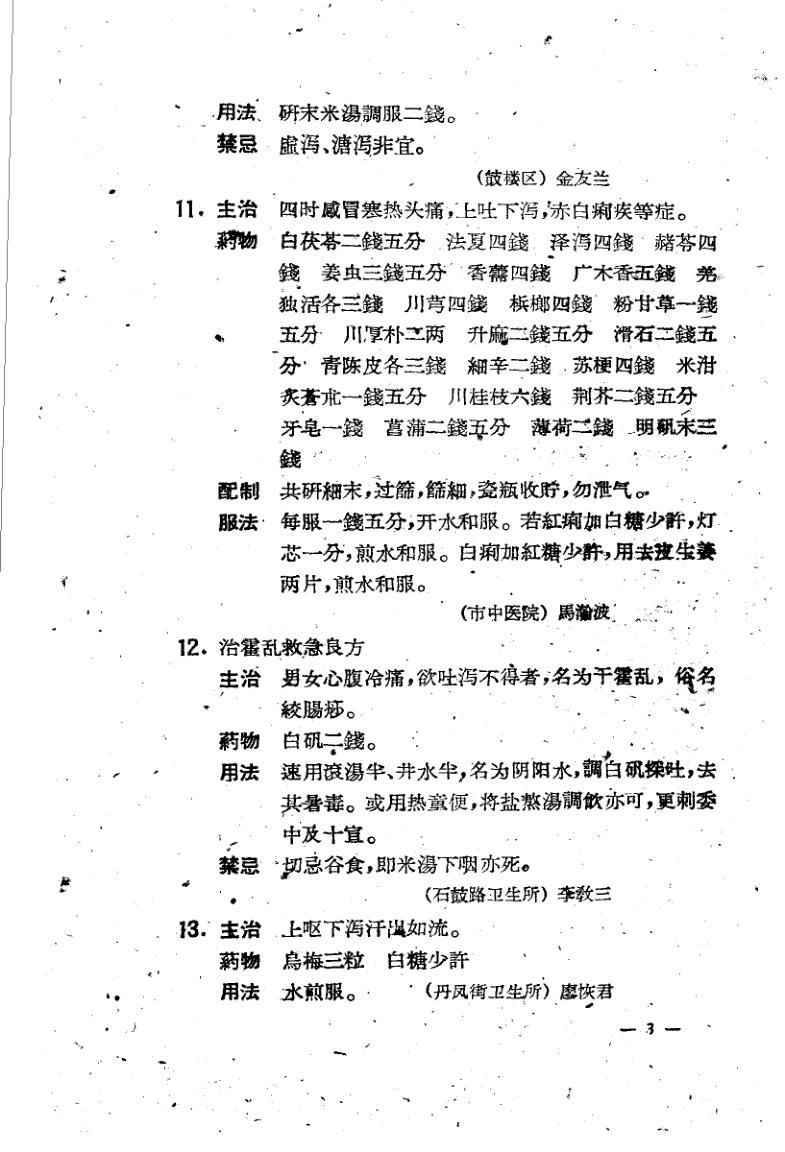 用法 研末米湯調服二錢。
禁忌 虛泻、溏泻非宜。
(鼓楼区) 金友兰
11. 主治 四时感冒寒热头痛，上吐下泻，赤白痢疾等症。
葯物 白茯苓二錢五分 法夏四錢 泽泻四錢 赭苓四
錢 姜虫三錢五分 香薷四錢 广木香五錢 羌
独活各三錢 川芎四錢 梹榔四錢 粉甘草一錢
五分 川厚朴二两 升麻二錢五分 滑石二錢五
分 青陈皮各三錢 細辛二錢 苏梗四錢 米泔
炙蒼朮一錢五分 川桂枝六錢 荆芥二錢五分
牙皂一錢 菖蒲二錢五分 薄荷二錢 明矾末三
錢
配制 共研細末，过篩，篩細，瓷瓶收貯，勿泄气。
服法 每服一錢五分，开水和服。若紅痢加白糖少許，灯
芯一分，煎水和服。白痢加紅糖少許，用去皮生姜
两片，煎水和服。
(市中医院) 馬瀚波
12. 治霍乱救急良方
主治 男女心腹冷痛，欲吐泻不得者，名为干霍乱，俗名
絞腸痧。
葯物 白矾二錢。
用法 速用滾湯半、井水半，名为阴阳水，調白矾探吐，去
其暑毒。或用热童便，将盐熬湯調飲亦可，更刺委
中及十宣。
禁忌 切忌谷食，即米湯下咽亦死。
(石鼓路卫生所) 李敎三
13. 主治 上呕下泻汗出如流。
葯物 烏梅三粒 白糖少許
用法 水煎服。 (丹凤街卫生所) 廖恢君
— 3 —